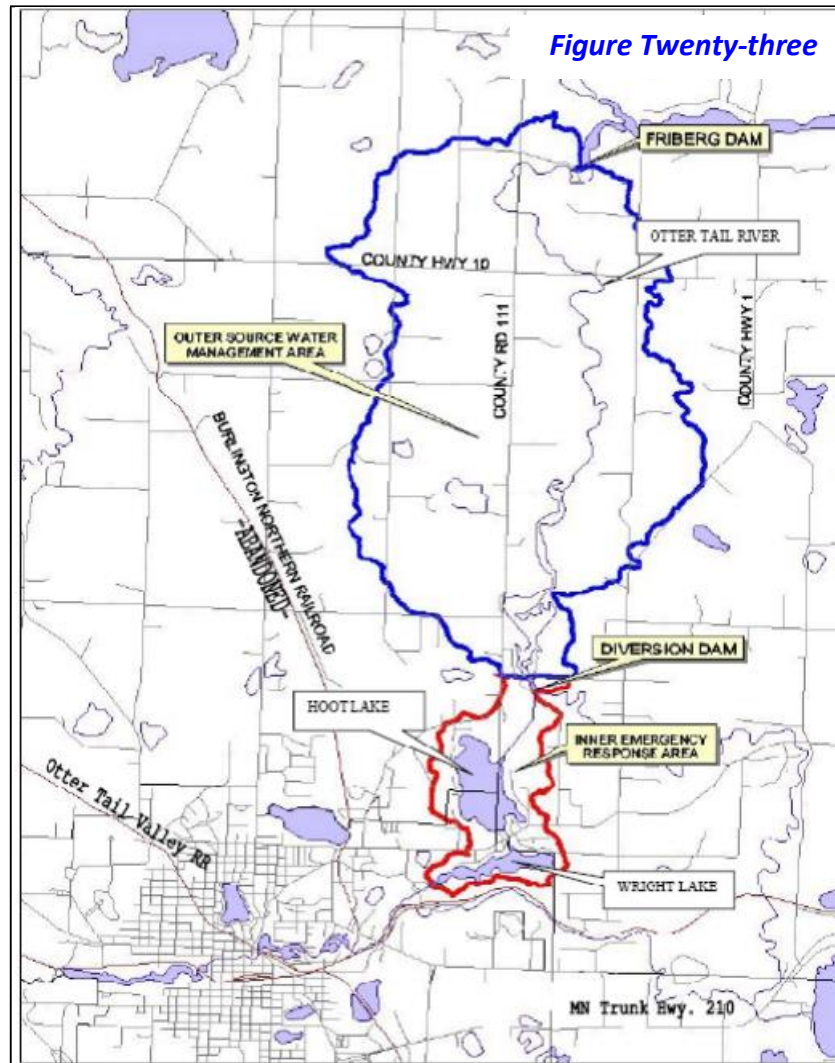 Figure Twenty-three
FRIBERG DAM
OTTER TAIL RIVER
COUNTY HWY 10
OUTER SOURCE WATER
MANAGEMENT AREA
COUNTY RD 111
COUNTY HWY 1
BURLINGTON NORTHERN RAILROAD
-ABANDONED-
DIVERSION DAM
HOOT LAKE
INNER EMERGENCY
RESPONSE AREA
Otter Tail Valley RR
WRIGHT LAKE
MN Trunk Hwy. 210